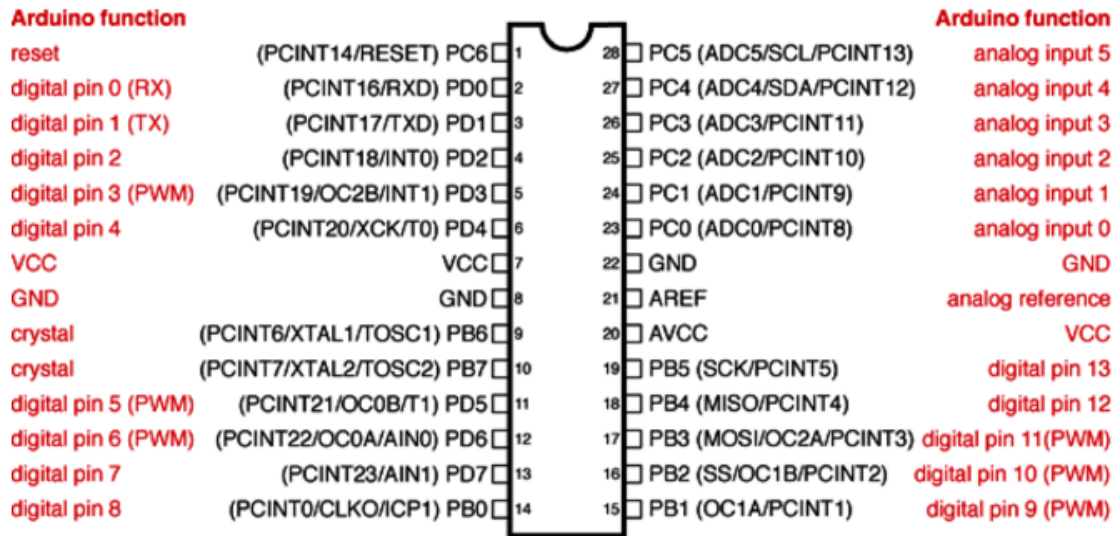 Arduino function Arduino function
reset (PCINT14/RESET) PC6 1 28 PC5 (ADC5/SCL/PCINT13) analog input 5
digital pin 0 (RX) (PCINT16/RXD) PD0 2 27 PC4 (ADC4/SDA/PCINT12) analog input 4
digital pin 1 (TX) (PCINT17/TXD) PD1 3 26 PC3 (ADC3/PCINT11) analog input 3
digital pin 2 (PCINT18/INT0) PD2 4 25 PC2 (ADC2/PCINT10) analog input 2
digital pin 3 (PWM) (PCINT19/OC2B/INT1) PD3 5 24 PC1 (ADC1/PCINT9) analog input 1
digital pin 4 (PCINT20/XCK/T0) PD4 6 23 PC0 (ADC0/PCINT8) analog input 0
VCC VCC 7 22 GND GND
GND GND 8 21 AREF analog reference
crystal (PCINT6/XTAL1/TOSC1) PB6 9 20 AVCC VCC
crystal (PCINT7/XTAL2/TOSC2) PB7 10 19 PB5 (SCK/PCINT5) digital pin 13
digital pin 5 (PWM) (PCINT21/OC0B/T1) PD5 11 18 PB4 (MISO/PCINT4) digital pin 12
digital pin 6 (PWM) (PCINT22/OC0A/AIN0) PD6 12 17 PB3 (MOSI/OC2A/PCINT3) digital pin 11(PWM)
digital pin 7 (PCINT23/AIN1) PD7 13 16 PB2 (SS/OC1B/PCINT2) digital pin 10 (PWM)
digital pin 8 (PCINT0/CLKO/ICP1) PB0 14 15 PB1 (OC1A/PCINT1) digital pin 9 (PWM)